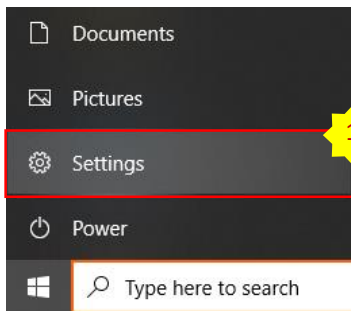 Documents
Pictures
Settings
Power
Type here to search